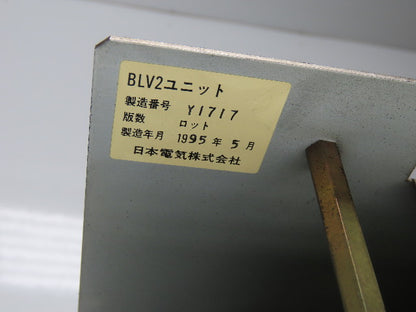 BLV2ユニット
製造番号 Y1717
版数 ロット
製造年月 1995年5月
日本電気株式会社